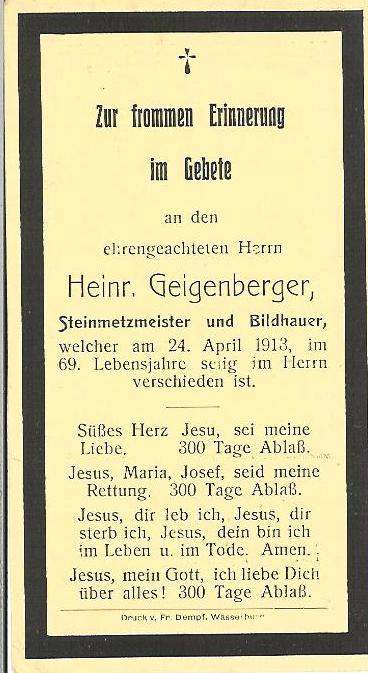 Zur frommen Erinnerung
im Gebete
an den
ehrengeachteten Herrn
Heinr. Geigenberger,
Steinmetzmeister und Bildhauer,
welcher am 24. April 1913, im
69. Lebensjahre selig im Herrn
verschieden ist.
Süßes Herz Jesu, sei meine
Liebe. 300 Tage Ablaß.
Jesus, Maria, Josef, seid meine
Rettung. 300 Tage Ablaß.
Jesus, dir leb ich, Jesus, dir
sterb ich, Jesus, dein bin ich
im Leben u. im Tode. Amen.
Jesus, mein Gott, ich liebe Dich
über alles! 300 Tage Ablaß.
Druck v. Fr. Dempf, Wasserburg